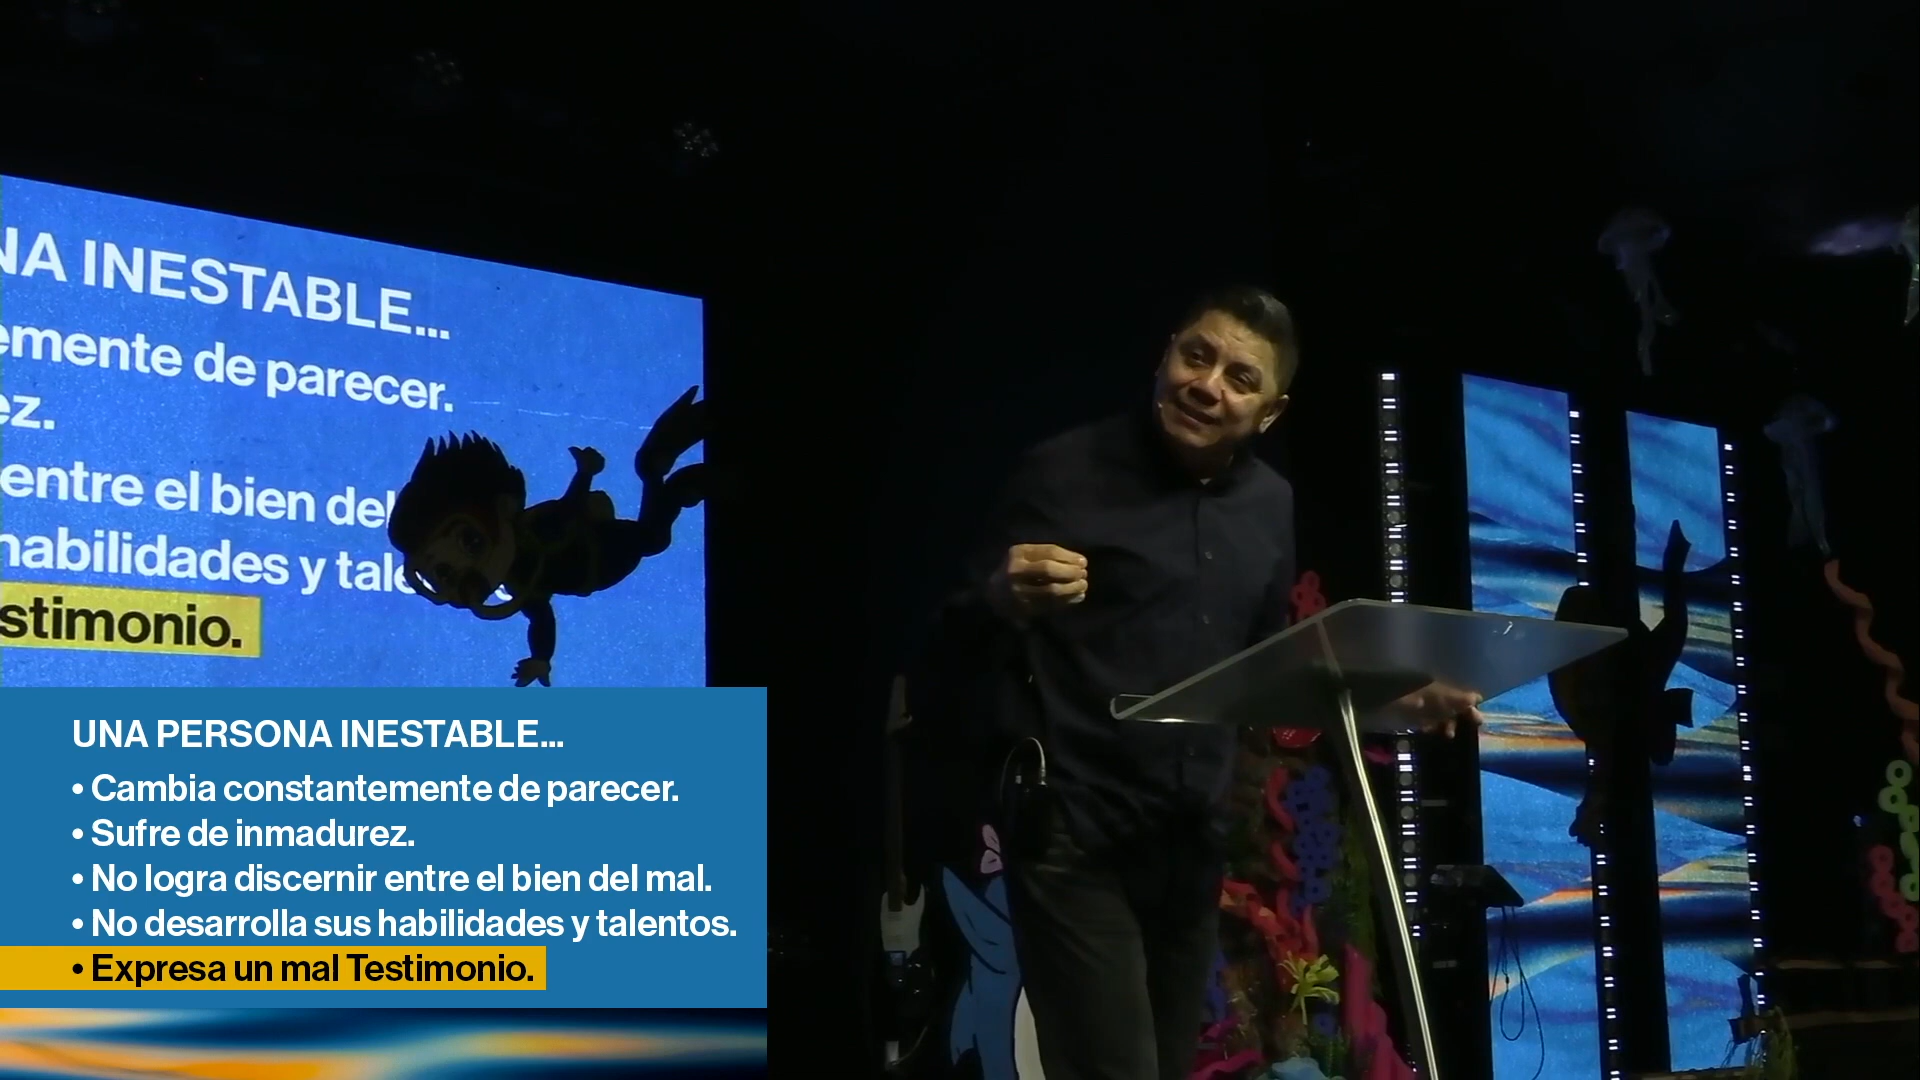 NA INESTABLE...
emente de parecer.
ez.
entre el bien del
habilidades y tale
stimonio.
UNA PERSONA INESTABLE...
• Cambia constantemente de parecer.
• Sufre de inmadurez.
• No logra discernir entre el bien del mal.
• No desarrolla sus habilidades y talentos.
• Expresa un mal Testimonio.